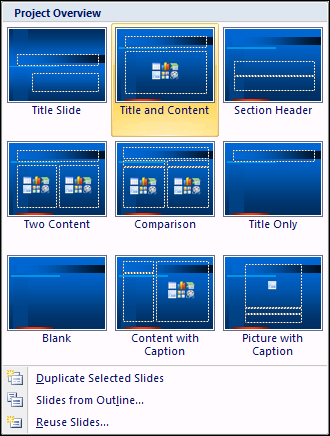 Project Overview
Title Slide
Title and Content
Section Header
Two Content
Comparison
Title Only
Blank
Content with
Caption
Picture with
Caption
Duplicate Selected Slides
Slides from Outline...
Reuse Slides...